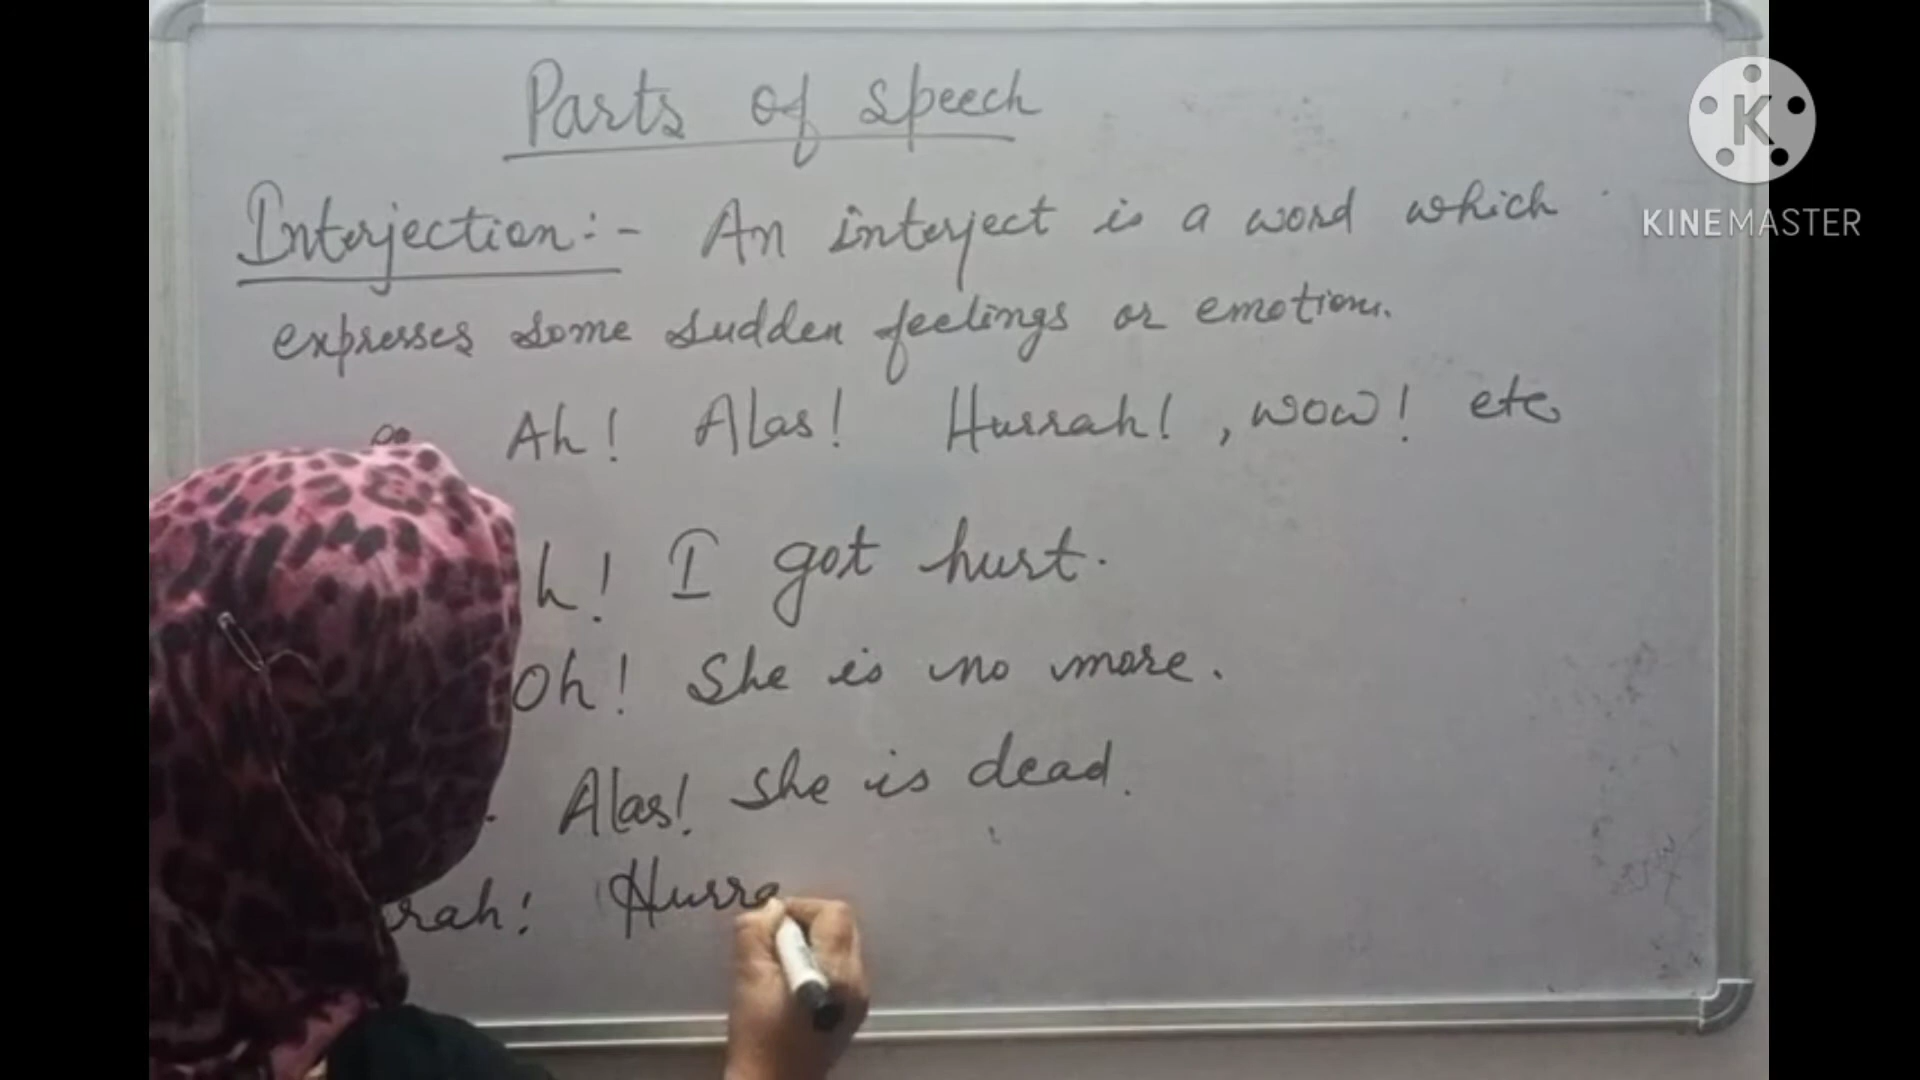 Parts of speech
Interjection:- An interject is a word which
expresses some sudden feelings or emotions.
Ah! Alas! Hurrah!, wow! etc
h! I got hurt.
Oh! She is no more.
Alas! She is dead.
rah! Hurra
K
KINEMASTER